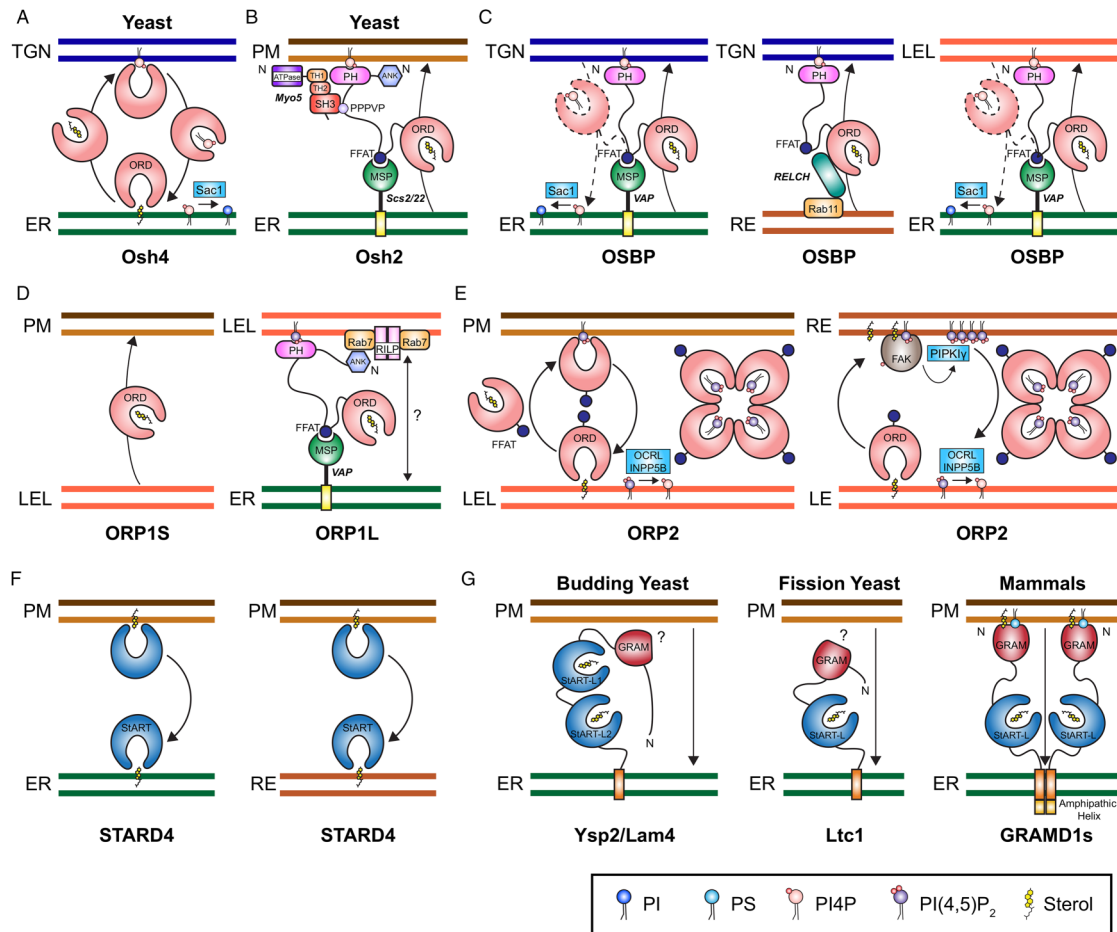 A
Yeast
TGN
ORD
Sac1
ER
Osh4
B
Yeast
PM
N
ATPase
TH1
TH2
SH3
Myo5
PH
ANK
N
PPPVP
ORD
FFAT
MSP
Scs2/22
ER
Osh2
C
TGN
N
PH
ORD
FFAT
MSP
Sac1
VAP
ER
OSBP
TGN
N
PH
ORD
FFAT
RELCH
Rab11
RE
OSBP
LEL
N
PH
ORD
FFAT
MSP
Sac1
VAP
ER
OSBP
D
PM
ORD
LEL
ORP1S
LEL
PH
Rab7
RILP
Rab7
ANK
N
ORD
?
FFAT
MSP
VAP
ER
ORP1L
E
PM
FFAT
ORD
OCRL
INPP5B
LEL
ORP2
RE
FAK
PIPKIγ
ORD
OCRL
INPP5B
LE
ORP2
F
PM
StART
ER
STARD4
PM
StART
RE
STARD4
G
Budding Yeast
PM
GRAM
?
StART-L1
StART-L2
N
ER
Ysp2/Lam4
Fission Yeast
PM
?
GRAM
N
StART-L
ER
Ltc1
Mammals
PM
N
N
GRAM
GRAM
StART-L
StART-L
ER
Amphipathic
Helix
GRAMD1s
PI
PS
PI4P
PI(4,5)P₂
Sterol